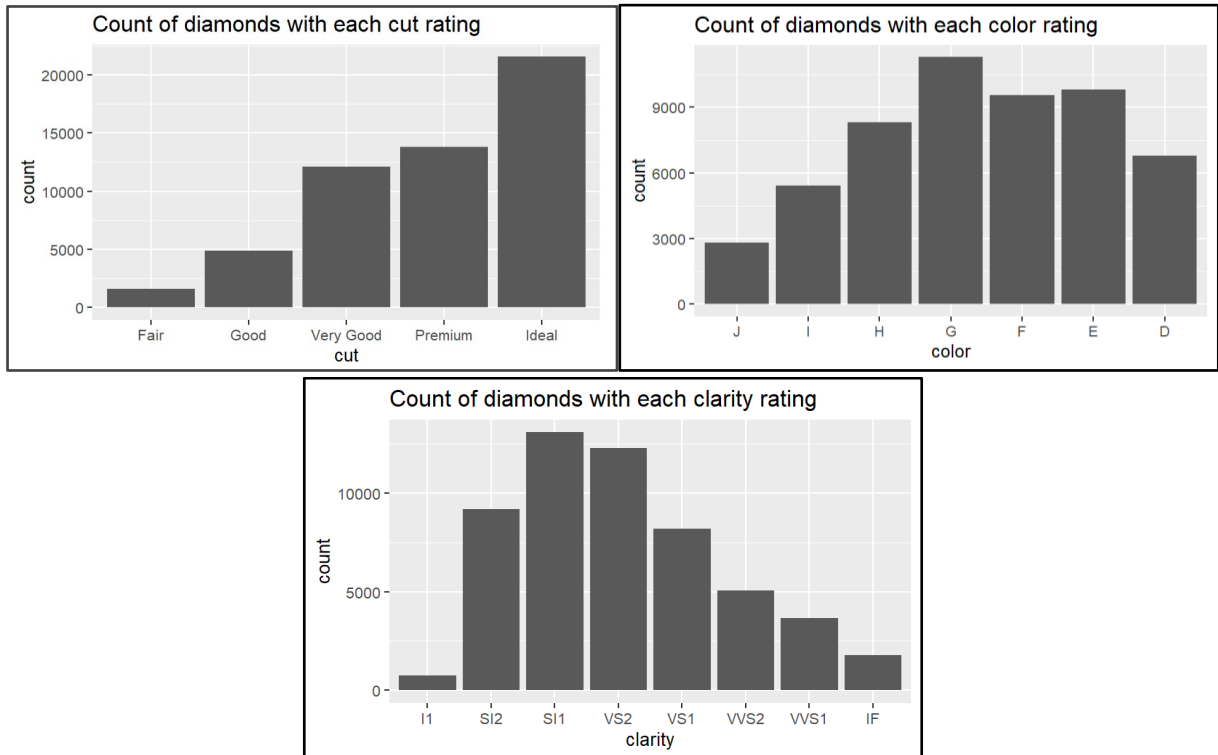 Count of diamonds with each cut rating
20000
15000
10000
5000
0
count
Fair Good Very Good Premium Ideal
cut
Count of diamonds with each color rating
9000
6000
3000
0
count
J I H G F E D
color
Count of diamonds with each clarity rating
10000
5000
0
count
I1 SI2 SI1 VS2 VS1 VVS2 VVS1 IF
clarity